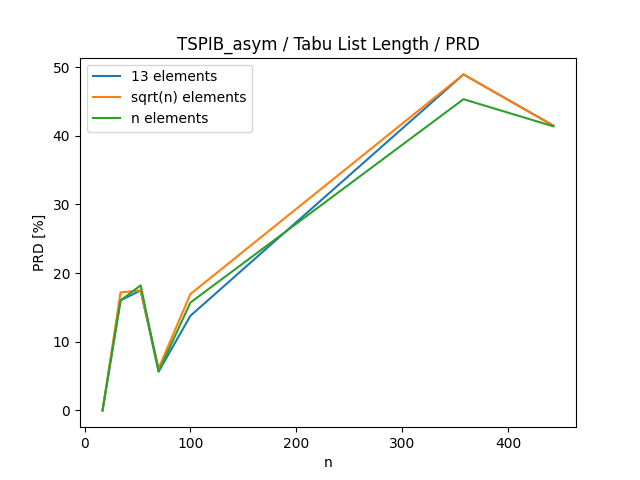 TSPIB_asym / Tabu List Length / PRD
13 elements
sqrt(n) elements
n elements
PRD [%]
50
40
30
20
10
0
0 100 200 300 400
n